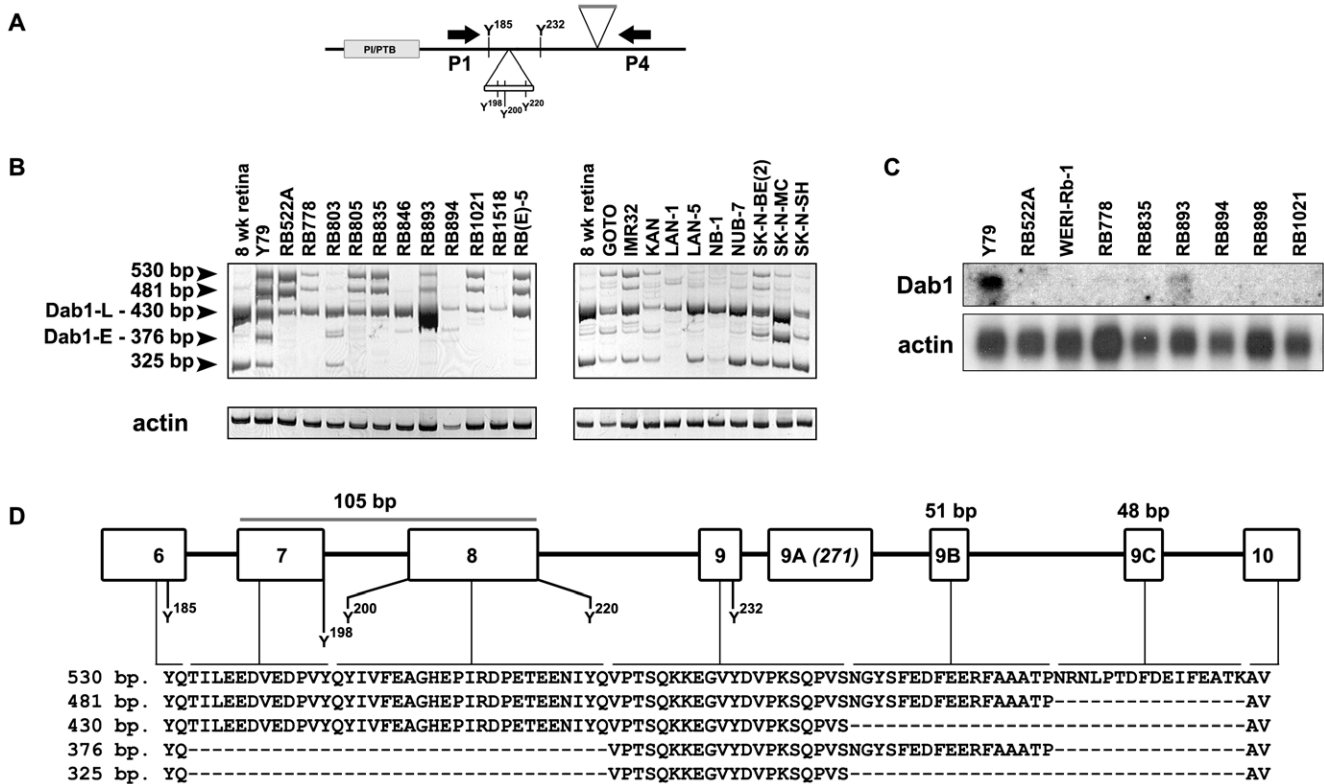 A
PI/PTB
P1
Y185
Y232
P4
Y198
Y200
Y220
B
8 wk retina
Y79
RB522A
RB778
RB803
RB805
RB835
RB846
RB893
RB894
RB1021
RB1518
RB(E)-5
530 bp
481 bp
Dab1-L - 430 bp
Dab1-E - 376 bp
325 bp
actin
8 wk retina
GOTO
IMR32
KAN
LAN-1
LAN-5
NB-1
NUB-7
SK-N-BE(2)
SK-N-MC
SK-N-SH
C
Y79
RB522A
WERI-Rb-1
RB778
RB835
RB893
RB894
RB898
RB1021
Dab1
actin
D
105 bp
51 bp
48 bp
6
7
8
9
9A (271)
9B
9C
10
Y185
Y198
Y200
Y220
Y232
530 bp. YQTILEEDVEDPVYQYIVFEAGHEPIRDPETEENIYQVPTSQKKEGVYDVPKSQPVSNGYSFEDFEERFAAATPNRNLPTDFDEIFEATKAV
481 bp. YQTILEEDVEDPVYQYIVFEAGHEPIRDPETEENIYQVPTSQKKEGVYDVPKSQPVSNGYSFEDFEERFAAATP----------------AV
430 bp. YQTILEEDVEDPVYQYIVFEAGHEPIRDPETEENIYQVPTSQKKEGVYDVPKSQPVS---------------------------------AV
376 bp. YQ-----------------------------------VPTSQKKEGVYDVPKSQPVSNGYSFEDFEERFAAATP----------------AV
325 bp. YQ-----------------------------------VPTSQKKEGVYDVPKSQPVS---------------------------------AV